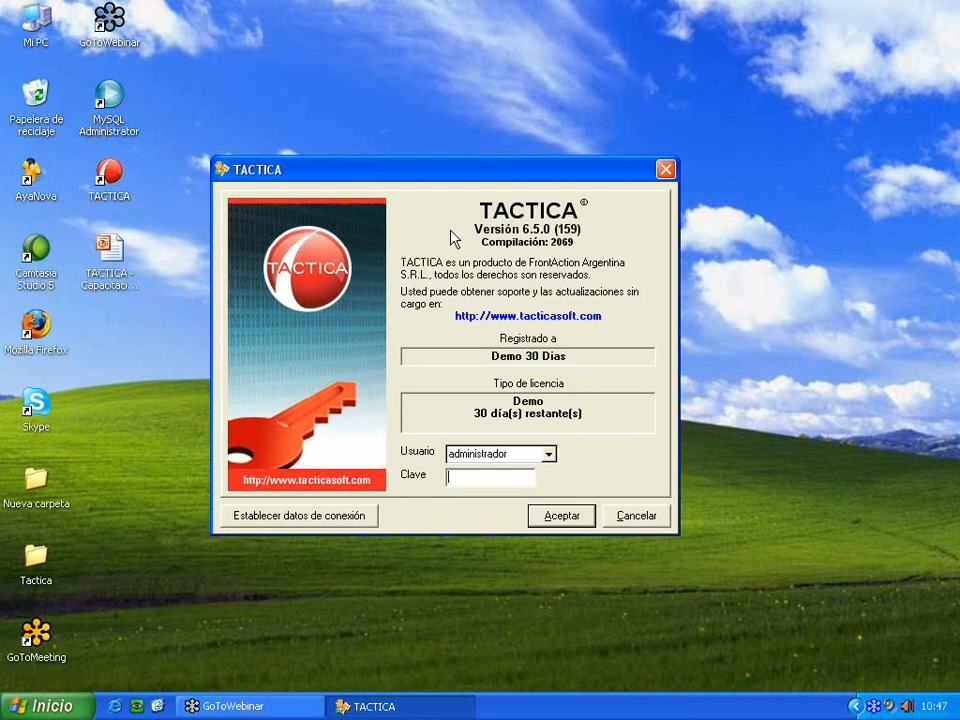 Mi PC
GoToWebinar
Papelera de
reciclaje
MySQL
Administrator
AyaNova
TACTICA
Camtasia
Studio 5
TACTICA -
Capacitaci...
Mozilla Firefox
Skype
Nueva carpeta
Tactica
GoToMeeting
TACTICA
TACTICA
http://www.tacticasoft.com
TACTICA ©
Versión 6.5.0 (159)
Compilación: 2069
TACTICA es un producto de FrontAction Argentina
S.R.L., todos los derechos son reservados.
Usted puede obtener soporte y las actualizaciones sin
cargo en:
http://www.tacticasoft.com
Registrado a
Demo 30 Dias
Tipo de licencia
Demo
30 día(s) restante(s)
Usuario administrador
Clave
Establecer datos de conexión
Aceptar
Cancelar
Inicio
GoToWebinar
TACTICA
10:47